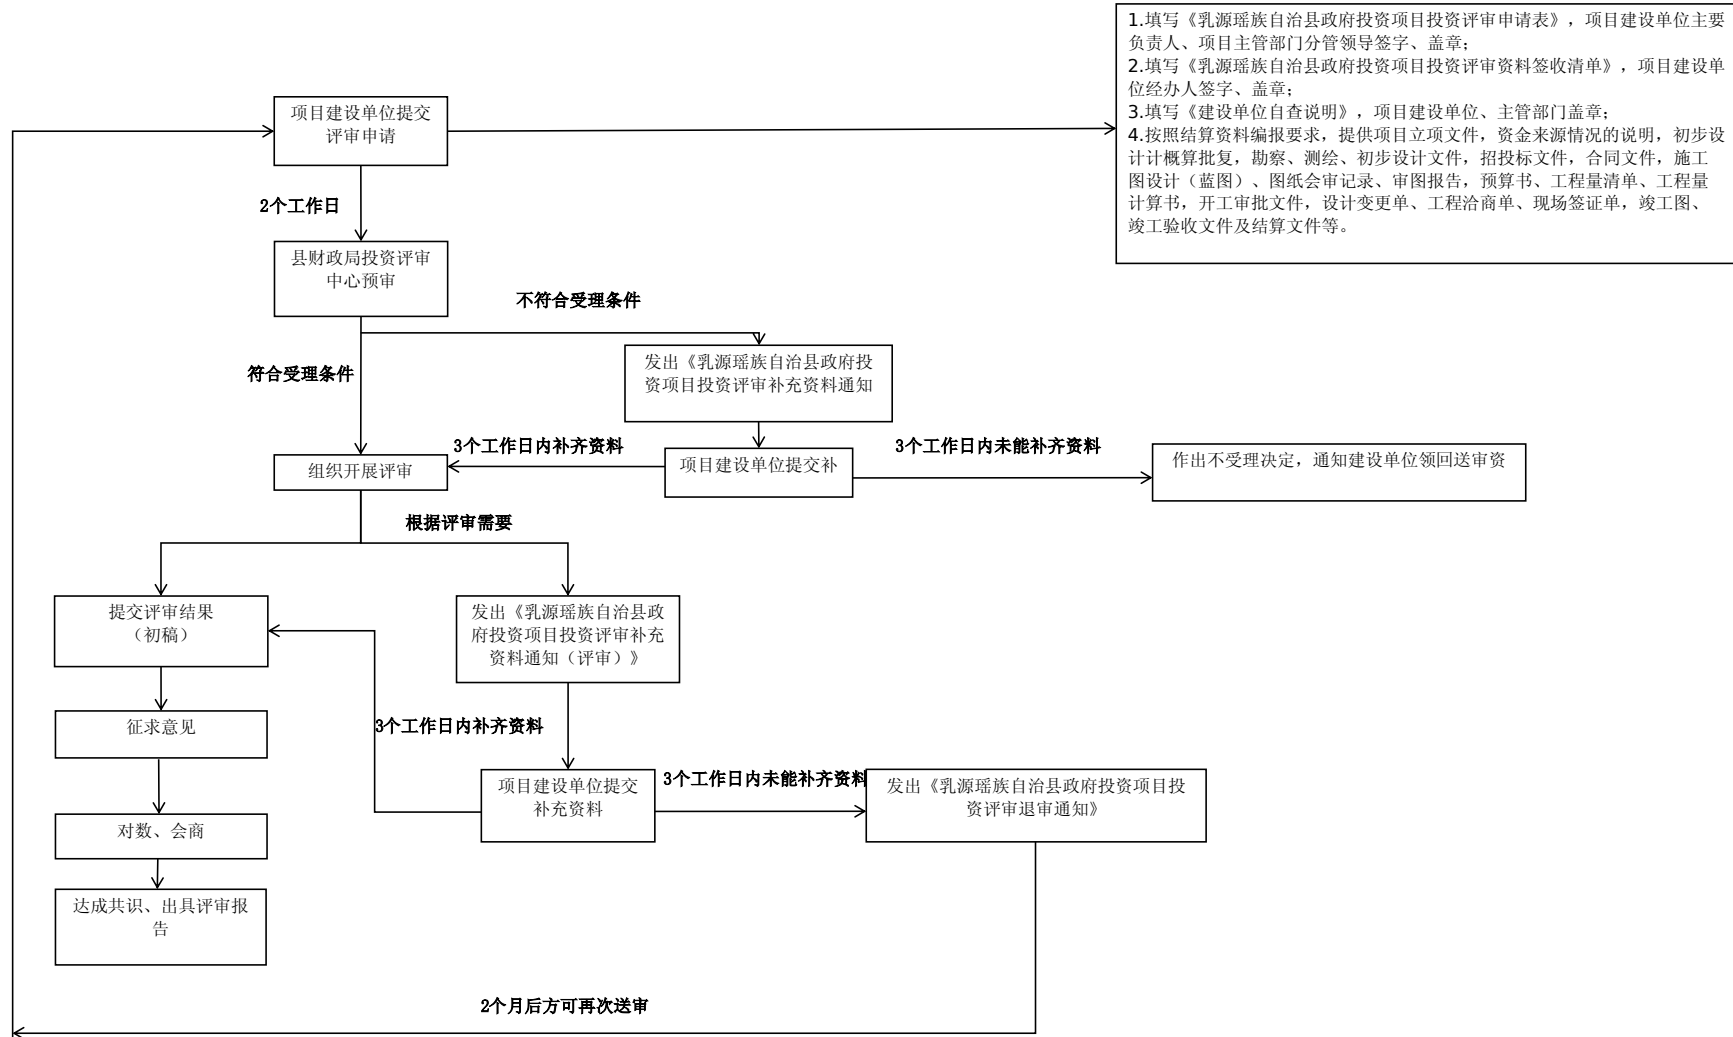 1.填写《乳源瑶族自治县政府投资项目投资评审申请表》，项目建设单位主要
负责人、项目主管部门分管领导签字、盖章；
2.填写《乳源瑶族自治县政府投资项目投资评审资料签收清单》，项目建设单
位经办人签字、盖章；
3.填写《建设单位自查说明》，项目建设单位、主管部门盖章；
4.按照结算资料编报要求，提供项目立项文件，资金来源情况的说明，初步设
计计概算批复，勘察、测绘、初步设计文件，招投标文件，合同文件，施工
图设计（蓝图）、图纸会审记录、审图报告，预算书、工程量清单、工程量
计算书，开工审批文件，设计变更单、工程洽商单、现场签证单，竣工图、
竣工验收文件及结算文件等。
项目建设单位提交
评审申请
2个工作日
县财政局投资评审
中心预审
不符合受理条件
符合受理条件
发出《乳源瑶族自治县政府投
资项目投资评审补充资料通知
3个工作日内补齐资料
3个工作日内未能补齐资料
组织开展评审
项目建设单位提交补
作出不受理决定，通知建设单位领回送审资
根据评审需要
提交评审结果
（初稿）
发出《乳源瑶族自治县政
府投资项目投资评审补充
资料通知（评审）》
征求意见
3个工作日内补齐资料
项目建设单位提交
补充资料
3个工作日内未能补齐资料
发出《乳源瑶族自治县政府投资项目投
资评审退审通知》
对数、会商
达成共识、出具评审报
告
2个月后方可再次送审